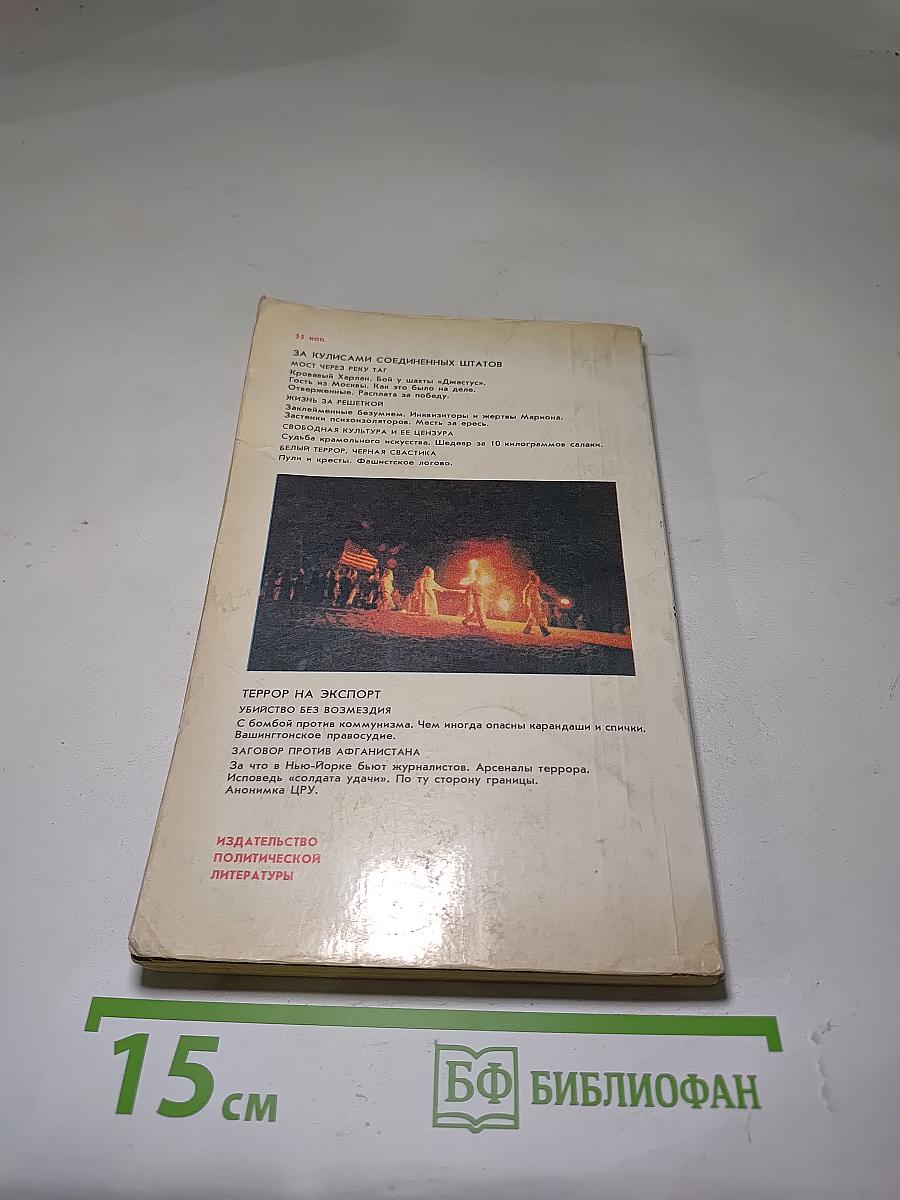 55 коп.
ЗА КУЛИСАМИ СОЕДИНЕННЫХ ШТАТОВ
МОСТ ЧЕРЕЗ РЕКУ ТАГ
Кровавый Харлан. Бой у шахты «Джастус».
Гость из Москвы. Как это было на деле.
Отверженные. Расплата за победу.
ЖИЗНЬ ЗА РЕШЕТКОЙ
Заклейменные безумием. Инквизиторы и жертвы Мариона.
Застенки психоизоляторов. Месть за ересь.
СВОБОДНАЯ КУЛЬТУРА И ЕЕ ЦЕНЗУРА
Судьба крамольного искусства. Шедевр за 10 килограммов салаки.
БЕЛЫЙ ТЕРРОР, ЧЕРНАЯ СВАСТИКА
Пули и кресты. Фашистское логово.
ТЕРРОР НА ЭКСПОРТ
УБИЙСТВО БЕЗ ВОЗМЕЗДИЯ
С бомбой против коммунизма. Чем иногда опасны карандаши и спички.
Вашингтонское правосудие.
ЗАГОВОР ПРОТИВ АФГАНИСТАНА
За что в Нью-Йорке бьют журналистов. Арсеналы террора.
Исповедь «солдата удачи». По ту сторону границы.
Анонимка ЦРУ.
ИЗДАТЕЛЬСТВО
ПОЛИТИЧЕСКОЙ
ЛИТЕРАТУРЫ
15 см
БФ БИБЛИОФАН